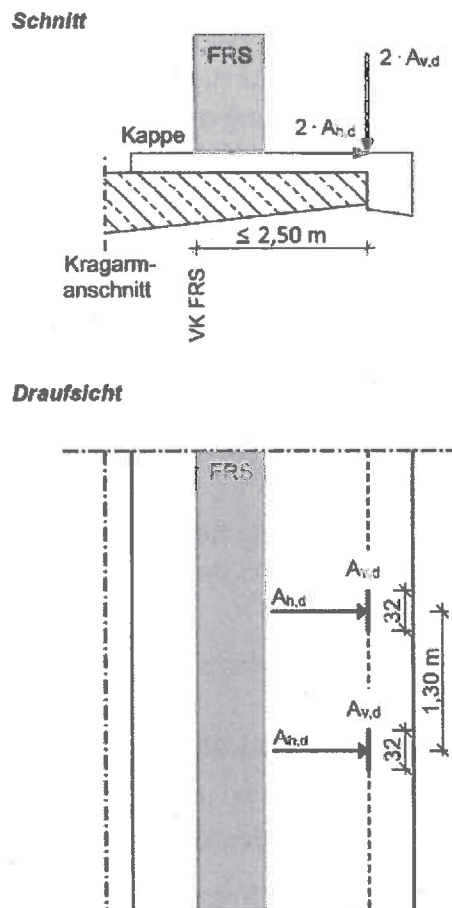 Schnitt
FRS
2 · Av,d
2 · Ah,d
Kappe
≤ 2,50 m
Kragarm-
anschnitt
VK FRS
Draufsicht
FRS
Av,d
Ah,d
32
1,30 m
Av,d
Ah,d
32